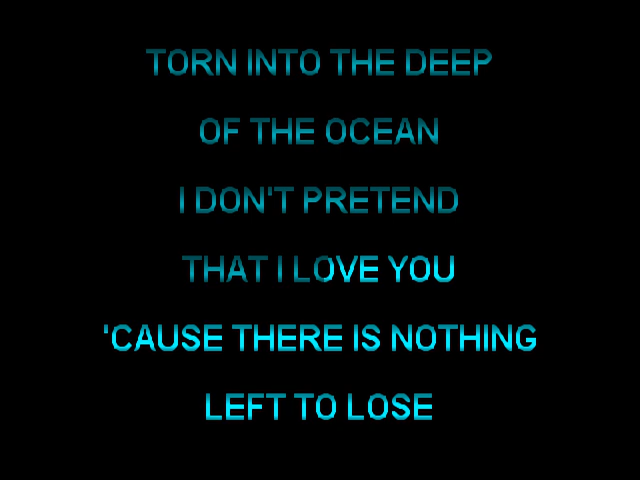 TORN INTO THE DEEP
OF THE OCEAN
I DON'T PRETEND
THAT I LOVE YOU
'CAUSE THERE IS NOTHING
LEFT TO LOSE